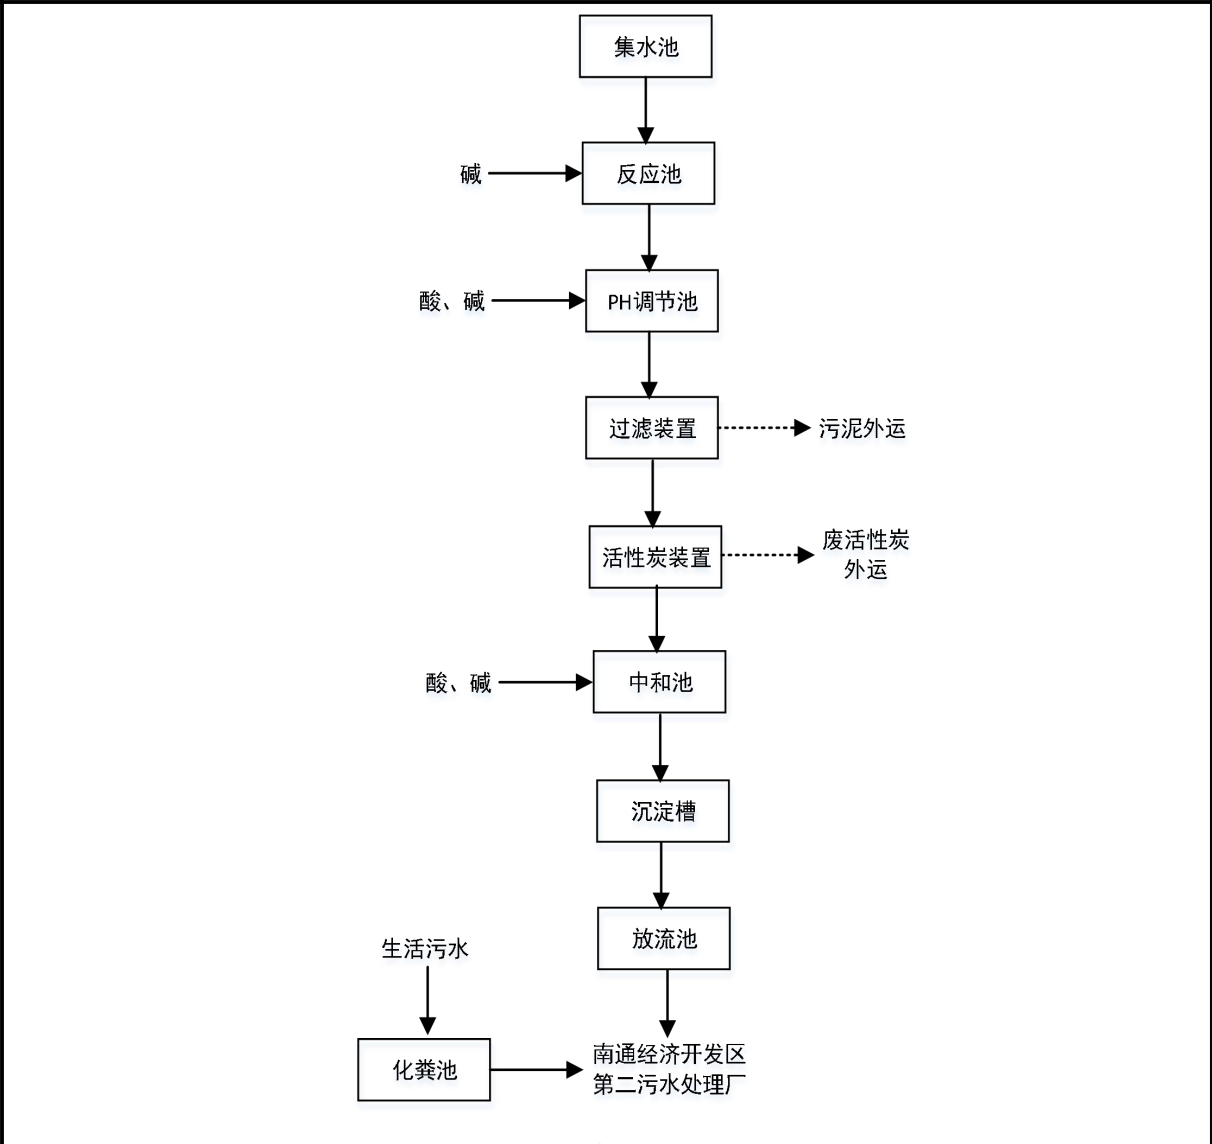 集水池
碱
反应池
酸、碱
PH调节池
过滤装置
污泥外运
活性炭装置
废活性炭
外运
酸、碱
中和池
沉淀槽
放流池
生活污水
化粪池
南通经济开发区
第二污水处理厂